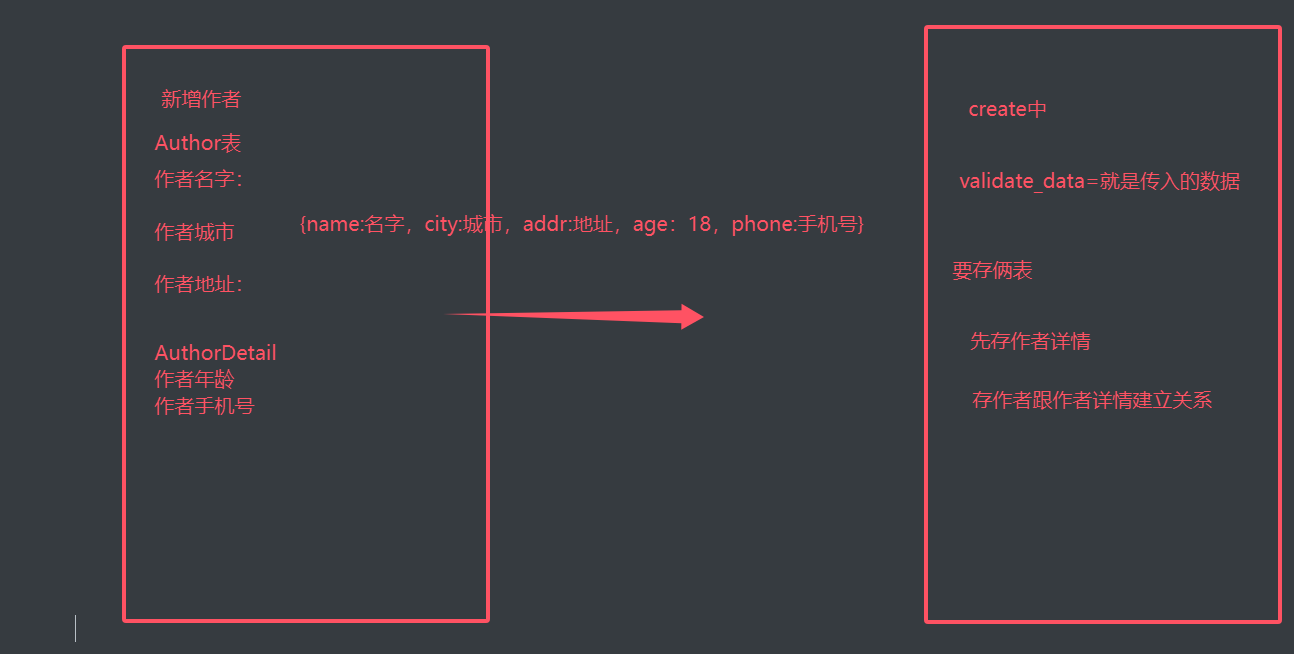 新增作者
Author表
作者名字：
作者城市
作者地址：
AuthorDetail
作者年龄
作者手机号
{name:名字，city:城市，addr:地址，age：18，phone:手机号}
create中
validate_data=就是传入的数据
要存俩表
先存作者详情
存作者跟作者详情建立关系